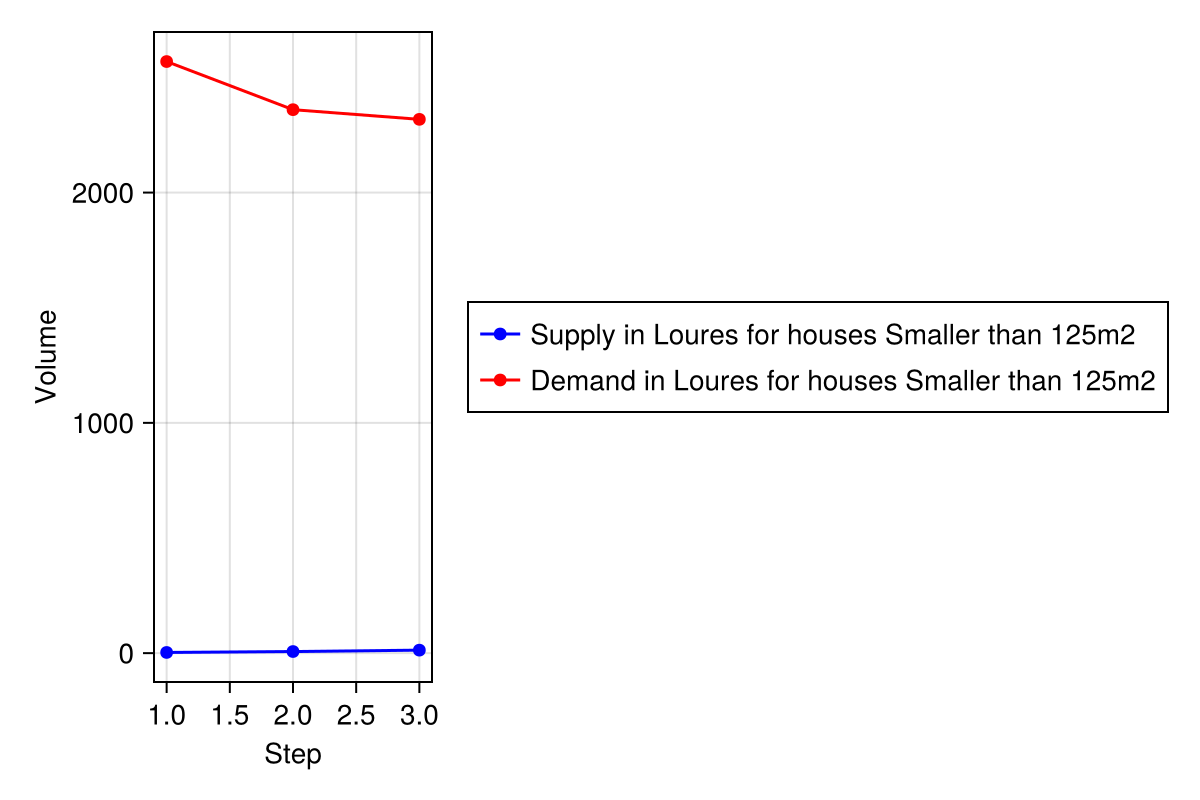 Volume
2000
1000
0
1.0 1.5 2.0 2.5 3.0
Step
Supply in Loures for houses Smaller than 125m2
Demand in Loures for houses Smaller than 125m2